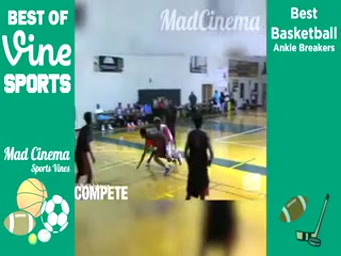 BEST OF
Vine
SPORTS
MadCinema
Best
Basketball
Ankle Breakers
Mad Cinema
Sports Vines
COMPETE